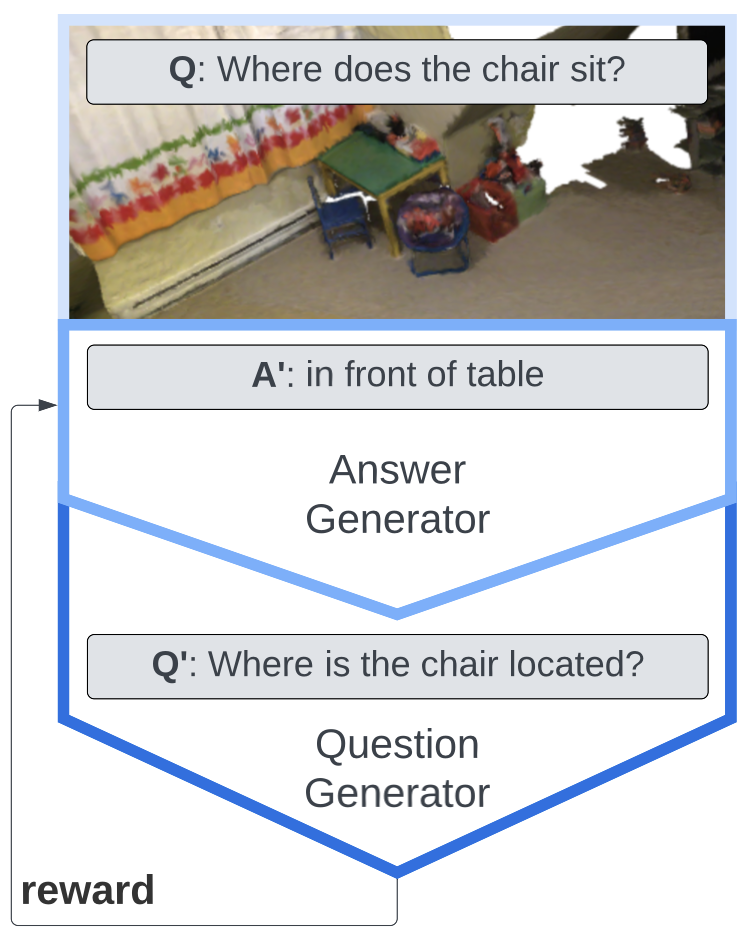 Q: Where does the chair sit?
A': in front of table
Answer
Generator
Q': Where is the chair located?
Question
Generator
reward